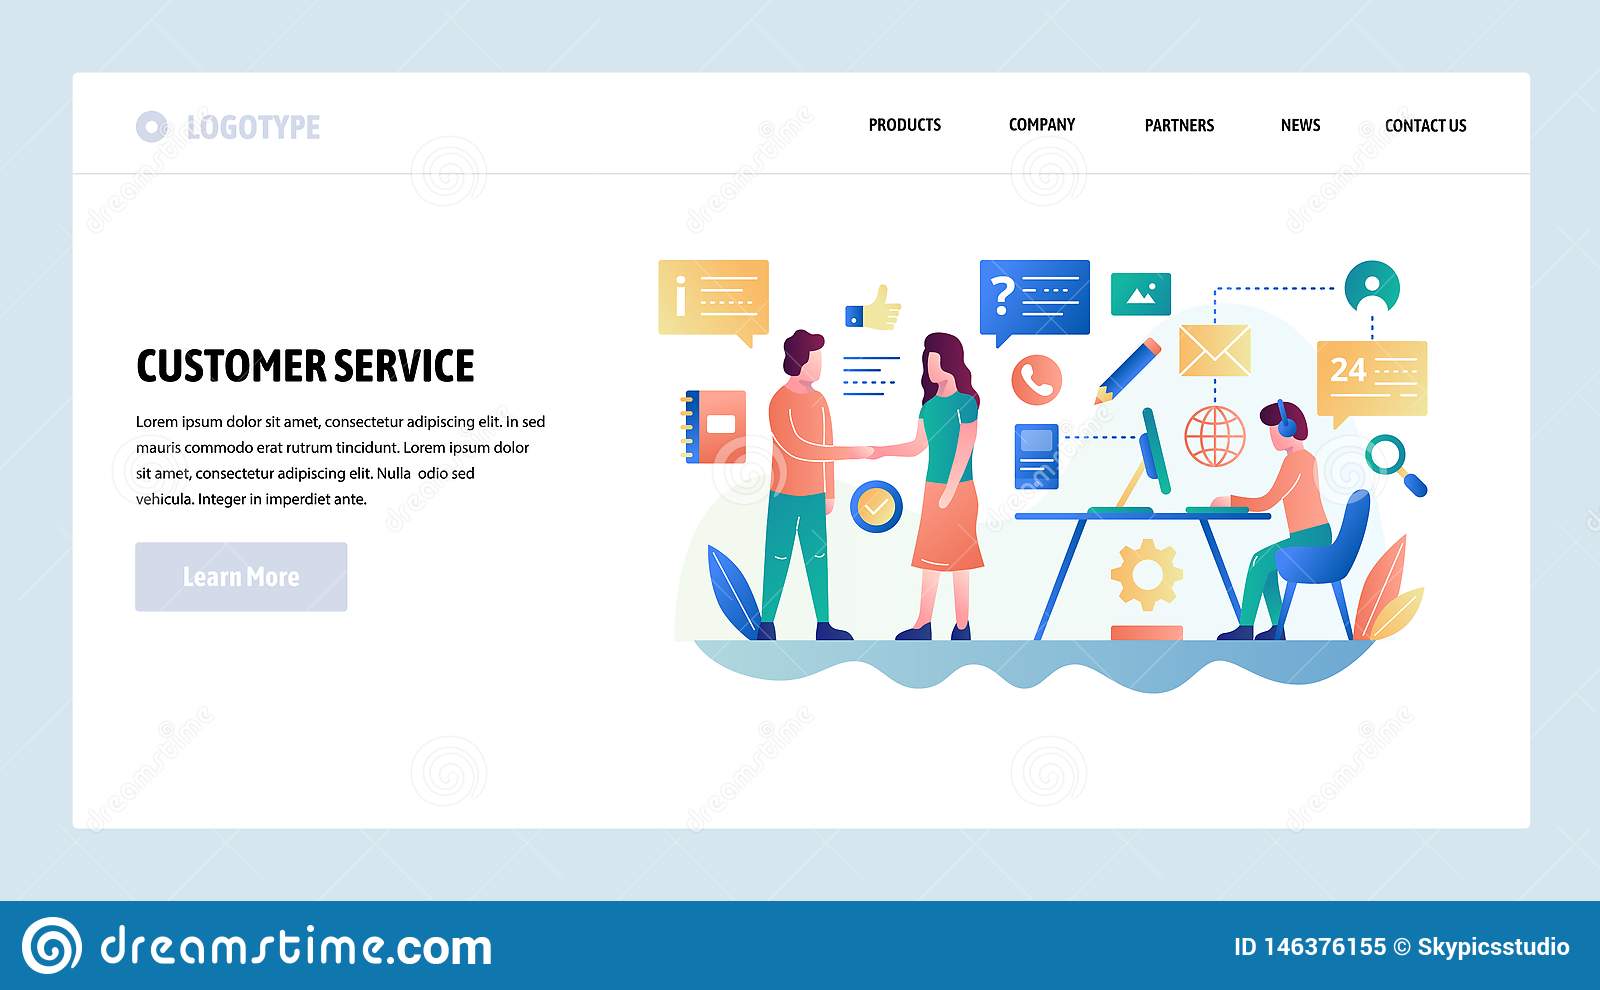 LOGOTYPE
PRODUCTS
COMPANY
PARTNERS
NEWS
CONTACT US
i
?
24
CUSTOMER SERVICE
Lorem ipsum dolor sit amet, consectetur adipiscing elit. In sed
mauris commodo erat rutrum tincidunt. Lorem ipsum dolor
sit amet, consectetur adipiscing elit. Nulla odio sed
vehicula. Integer in imperdiet ante.
Learn More
dreamstime.com
ID 146376155 © Skypicsstudio